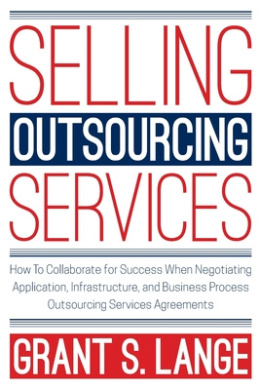 SELLING
OUTSOURCING
SERVICES
How To Collaborate for Success When Negotiating
Application, Infrastructure, and Business Process
Outsourcing Services Agreements
GRANT S. LANGE